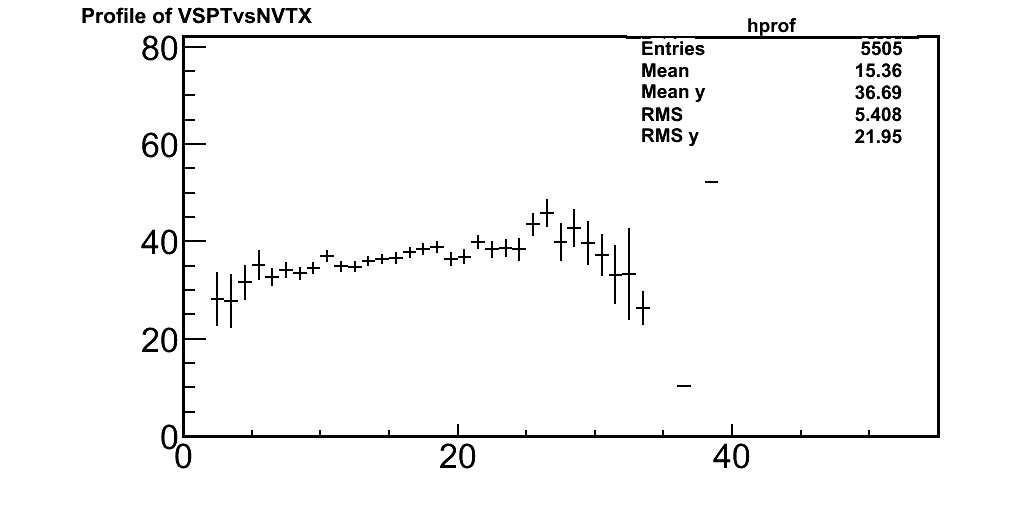 Profile of VSPTvsNVTX
hprof
Entries 5505
Mean 15.36
Mean y 36.69
RMS 5.408
RMS y 21.95
80
60
40
20
0
0 20 40